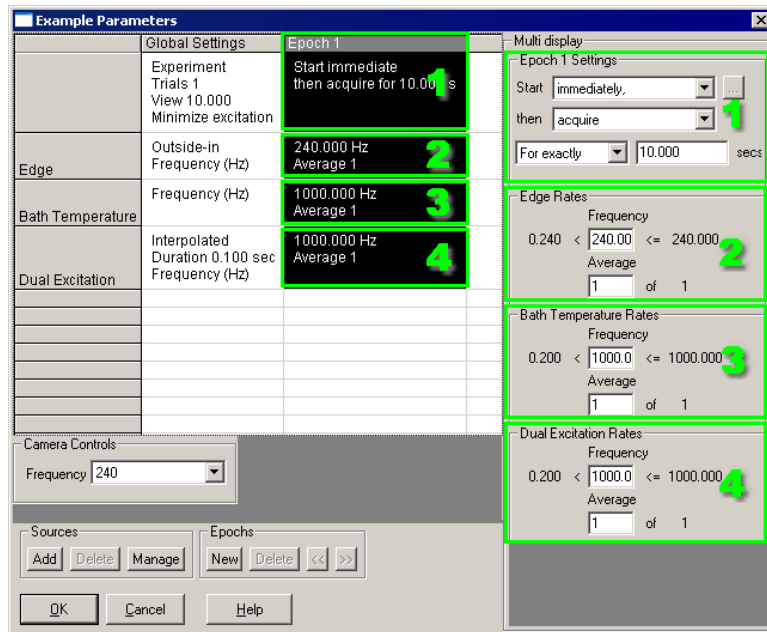 Example Parameters
Global Settings
Epoch 1
Experiment
Trials 1
View 10.000
Minimize excitation
Start immediate
then acquire for 10.00 s
1
Edge
Outside-in
Frequency (Hz)
240.000 Hz
Average 1
2
Bath Temperature
Frequency (Hz)
1000.000 Hz
Average 1
3
Dual Excitation
Interpolated
Duration 0.100 sec
Frequency (Hz)
1000.000 Hz
Average 1
4
Camera Controls
Frequency 240
Sources
Add Delete Manage
Epochs
New Delete << >>
OK Cancel Help
Multi display
Epoch 1 Settings
Start immediately, ...
then acquire
1
For exactly 10.000 secs
Edge Rates
Frequency
0.240 < 240.00 <= 240.000
2
Average
1 of 1
Bath Temperature Rates
Frequency
0.200 < 1000.0 <= 1000.000
3
Average
1 of 1
Dual Excitation Rates
Frequency
0.200 < 1000.0 <= 1000.000
4
Average
1 of 1